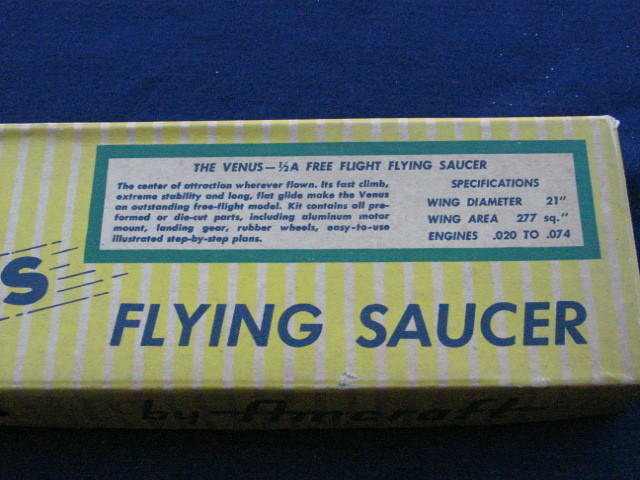 THE VENUS—½A FREE FLIGHT FLYING SAUCER
The center of attraction wherever flown. Its fast climb,
extreme stability and long, flat glide make the Venus
an outstanding free-flight model. Kit contains all pre-
formed or die-cut parts, including aluminum motor
mount, landing gear, rubber wheels, easy-to-use
illustrated step-by-step plans.
SPECIFICATIONS
WING DIAMETER 21"
WING AREA 277 sq."
ENGINES .020 TO .074
S
FLYING SAUCER
by Amcraft